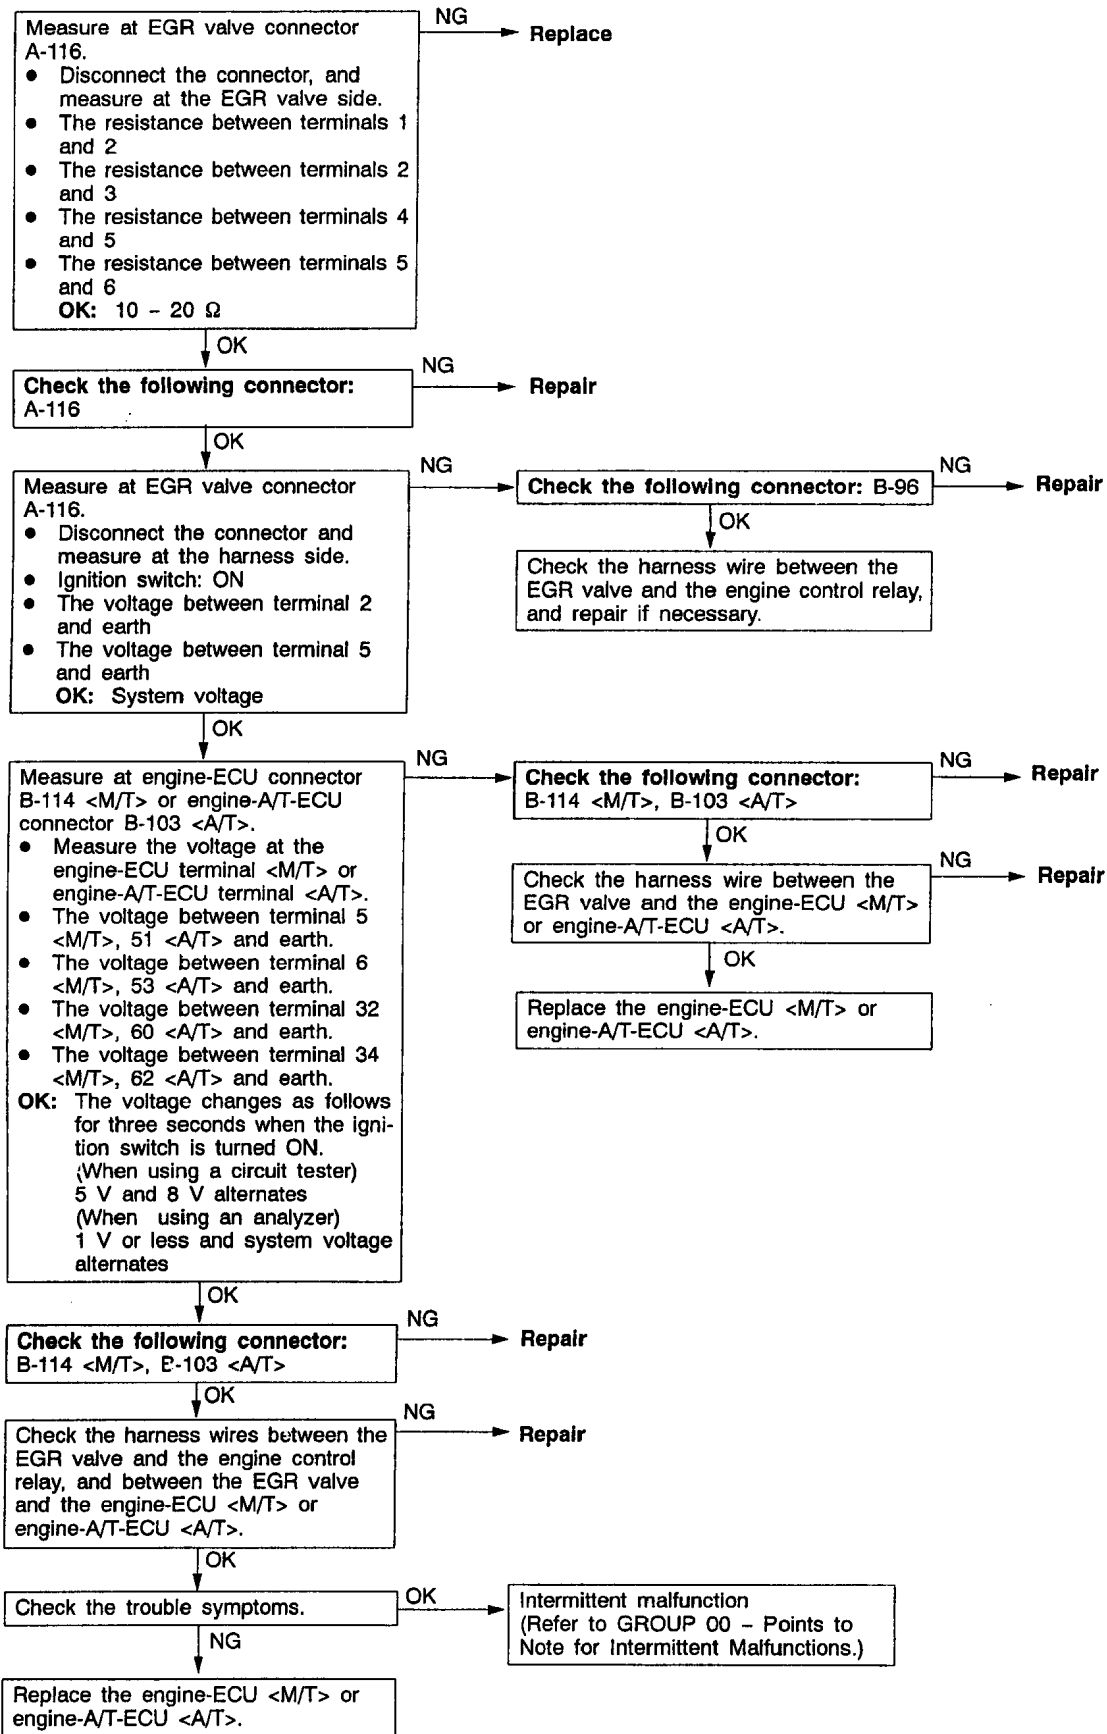 Measure at EGR valve connector
A-116.
● Disconnect the connector, and
measure at the EGR valve side.
● The resistance between terminals 1
and 2
● The resistance between terminals 2
and 3
● The resistance between terminals 4
and 5
● The resistance between terminals 5
and 6
OK: 10 – 20 Ω
NG
Replace
OK
Check the following connector:
A-116
NG
Repair
OK
Measure at EGR valve connector
A-116.
● Disconnect the connector and
measure at the harness side.
● Ignition switch: ON
● The voltage between terminal 2
and earth
● The voltage between terminal 5
and earth
OK: System voltage
NG
Check the following connector: B-96
NG
Repair
OK
Check the harness wire between the
EGR valve and the engine control relay,
and repair if necessary.
OK
Measure at engine-ECU connector
B-114 <M/T> or engine-A/T-ECU
connector B-103 <A/T>.
● Measure the voltage at the
engine-ECU terminal <M/T> or
engine-A/T-ECU terminal <A/T>.
● The voltage between terminal 5
<M/T>, 51 <A/T> and earth.
● The voltage between terminal 6
<M/T>, 53 <A/T> and earth.
● The voltage between terminal 32
<M/T>, 60 <A/T> and earth.
● The voltage between terminal 34
<M/T>, 62 <A/T> and earth.
OK: The voltage changes as follows
for three seconds when the igni-
tion switch is turned ON.
(When using a circuit tester)
5 V and 8 V alternates
(When using an analyzer)
1 V or less and system voltage
alternates
NG
Check the following connector:
B-114 <M/T>, B-103 <A/T>
NG
Repair
OK
Check the harness wire between the
EGR valve and the engine-ECU <M/T>
or engine-A/T-ECU <A/T>.
NG
Repair
OK
Replace the engine-ECU <M/T> or
engine-A/T-ECU <A/T>.
OK
Check the following connector:
B-114 <M/T>, B-103 <A/T>
NG
Repair
OK
Check the harness wires between the
EGR valve and the engine control
relay, and between the EGR valve
and the engine-ECU <M/T> or
engine-A/T-ECU <A/T>.
NG
Repair
OK
Check the trouble symptoms.
OK
Intermittent malfunction
(Refer to GROUP 00 – Points to
Note for Intermittent Malfunctions.)
NG
Replace the engine-ECU <M/T> or
engine-A/T-ECU <A/T>.